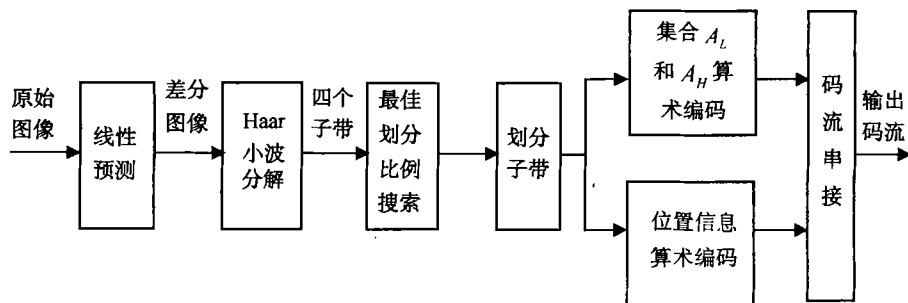 原始
图像
线性
预测
差分
图像
Haar
小波
分解
四个
子带
最佳
划分
比例
搜索
划分
子带
集合 A_L
和 A_H 算
术编码
位置信息
算术编码
码
流
串
接
输出
码流